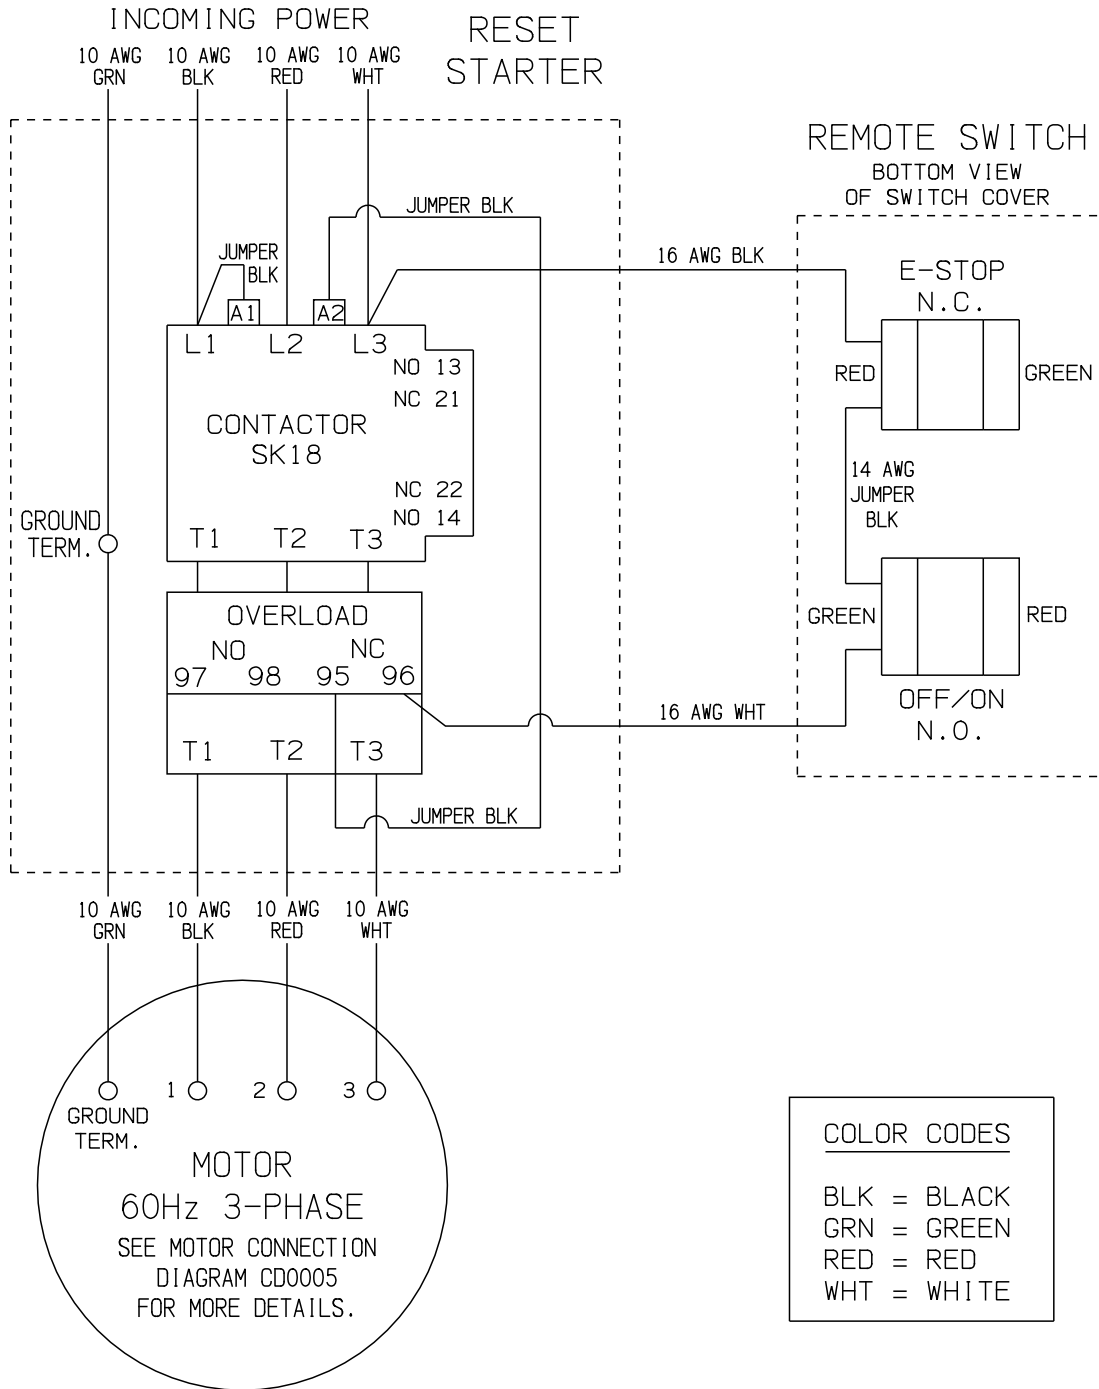 INCOMING POWER
RESET
STARTER
10 AWG
GRN
10 AWG
BLK
10 AWG
RED
10 AWG
WHT
REMOTE SWITCH
BOTTOM VIEW
OF SWITCH COVER
JUMPER BLK
JUMPER
BLK
16 AWG BLK
A1
A2
L1
L2
L3
E-STOP
N.C.
NO 13
NC 21
RED
GREEN
CONTACTOR
SK18
NC 22
NO 14
14 AWG
JUMPER
BLK
GROUND
TERM.
T1
T2
T3
OVERLOAD
NO
NC
97
98
95
96
GREEN
RED
OFF/ON
N.O.
16 AWG WHT
T1
T2
T3
JUMPER BLK
10 AWG
GRN
10 AWG
BLK
10 AWG
RED
10 AWG
WHT
1
2
3
GROUND
TERM.
MOTOR
60Hz 3-PHASE
SEE MOTOR CONNECTION
DIAGRAM CD0005
FOR MORE DETAILS.
COLOR CODES
BLK = BLACK
GRN = GREEN
RED = RED
WHT = WHITE